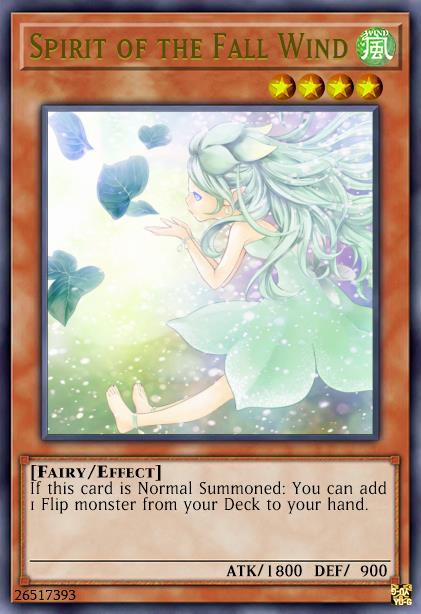 Spirit of the Fall Wind
WIND
風
[Fairy/Effect]
If this card is Normal Summoned: You can add
1 Flip monster from your Deck to your hand.
ATK/1800 DEF/ 900
26517393